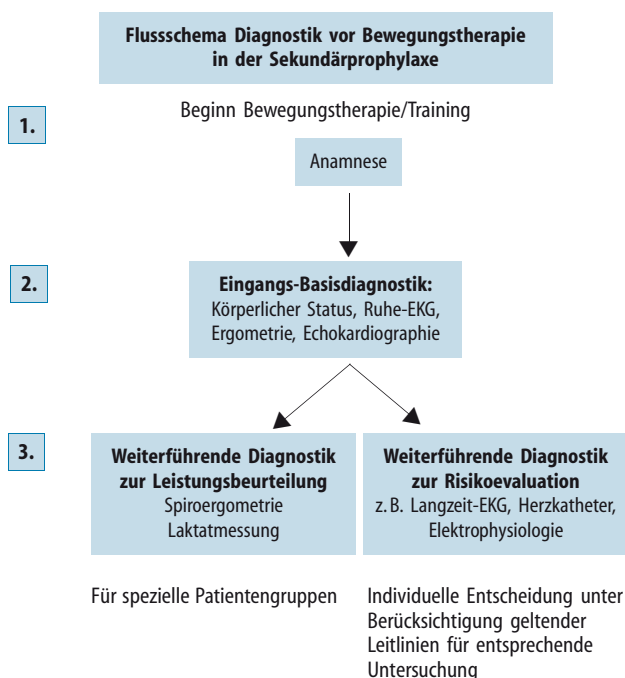 Flussschema Diagnostik vor Bewegungstherapie
in der Sekundärprophylaxe
1.
Beginn Bewegungstherapie/Training
Anamnese
2.
Eingangs-Basisdiagnostik:
Körperlicher Status, Ruhe-EKG,
Ergometrie, Echokardiographie
3.
Weiterführende Diagnostik
zur Leistungsbeurteilung
Spiroergometrie
Laktatmessung
Weiterführende Diagnostik
zur Risikoevaluation
z. B. Langzeit-EKG, Herzkatheter,
Elektrophysiologie
Für spezielle Patientengruppen
Individuelle Entscheidung unter
Berücksichtigung geltender
Leitlinien für entsprechende
Untersuchung